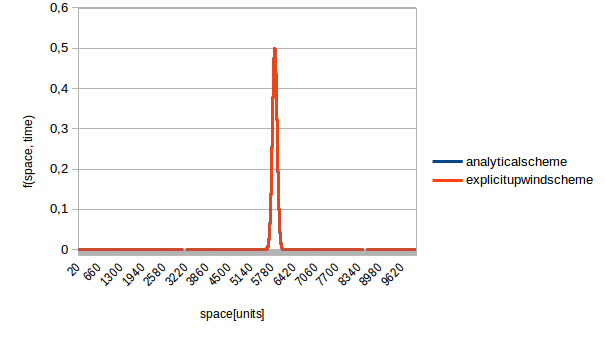 0,6
0,5
0,4
0,3
0,2
0,1
0
f(space, time)
20 660 1300 1940 2580 3220 3860 4500 5140 5780 6420 7060 7700 8340 8980 9620
space[units]
analyticalscheme
explicitupwindscheme